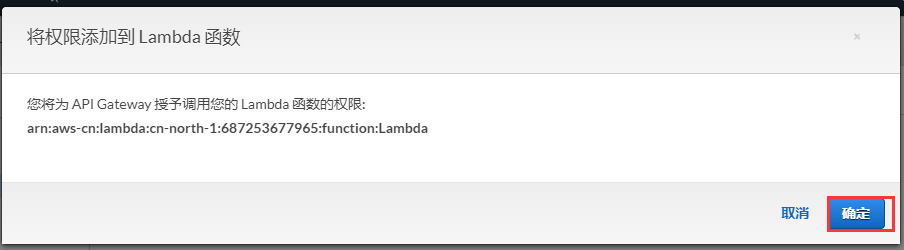 将权限添加到 Lambda 函数
×
您将为 API Gateway 授予调用您的 Lambda 函数的权限:
arn:aws-cn:lambda:cn-north-1:687253677965:function:Lambda
取消 确定